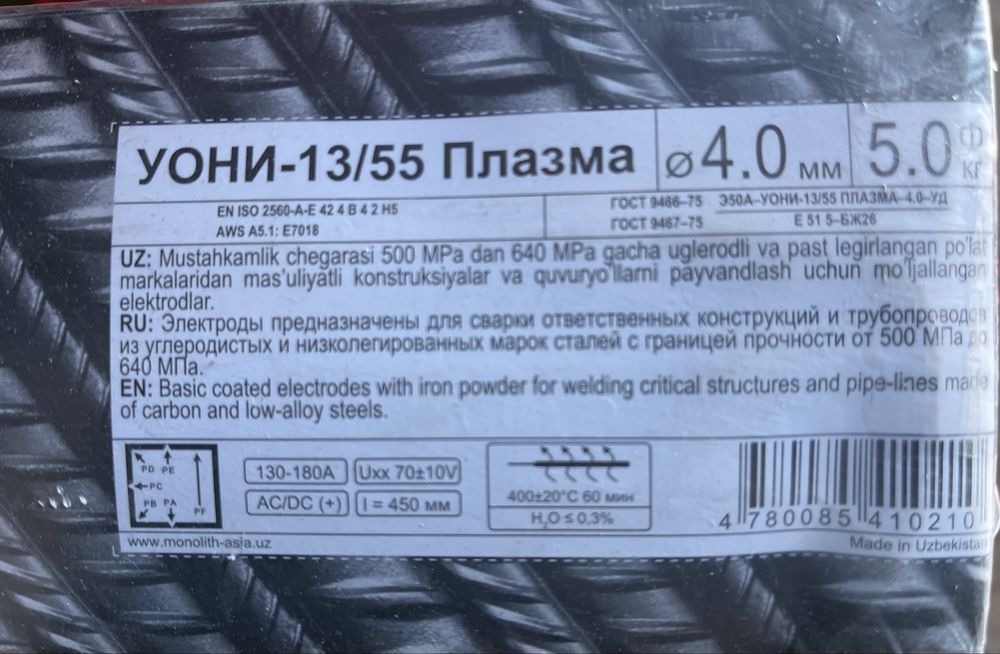 УОНИ-13/55 Плазма ⌀4.0 мм 5.0 кг
EN ISO 2560-A-E 42 4 B 4 2 H5
AWS A5.1: E7018
ГОСТ 9466–75 Э50А–УОНИ-13/55 ПЛАЗМА–4.0–УД
ГОСТ 9467–75 Е 51 5–БЖ26
UZ: Mustahkamlik chegarasi 500 MPa dan 640 MPa gacha uglerodli va past legirlangan po'lat
markalaridan mas'uliyatli konstruksiyalar va quvuryo'llarni payvandlash uchun mo'ljallangan
elektrodlar.
RU: Электроды предназначены для сварки ответственных конструкций и трубопроводов
из углеродистых и низколегированных марок сталей с границей прочности от 500 МПа до
640 МПа.
EN: Basic coated electrodes with iron powder for welding critical structures and pipe-lines made
of carbon and low-alloy steels.
PD PE
PC
PB PA
PF
130-180A Uxx 70±10V
AC/DC (+) l = 450 мм
400±20°C 60 мин
H₂O ≤ 0,3%
4 780085 410210
www.monolith-asia.uz
Made in Uzbekistan